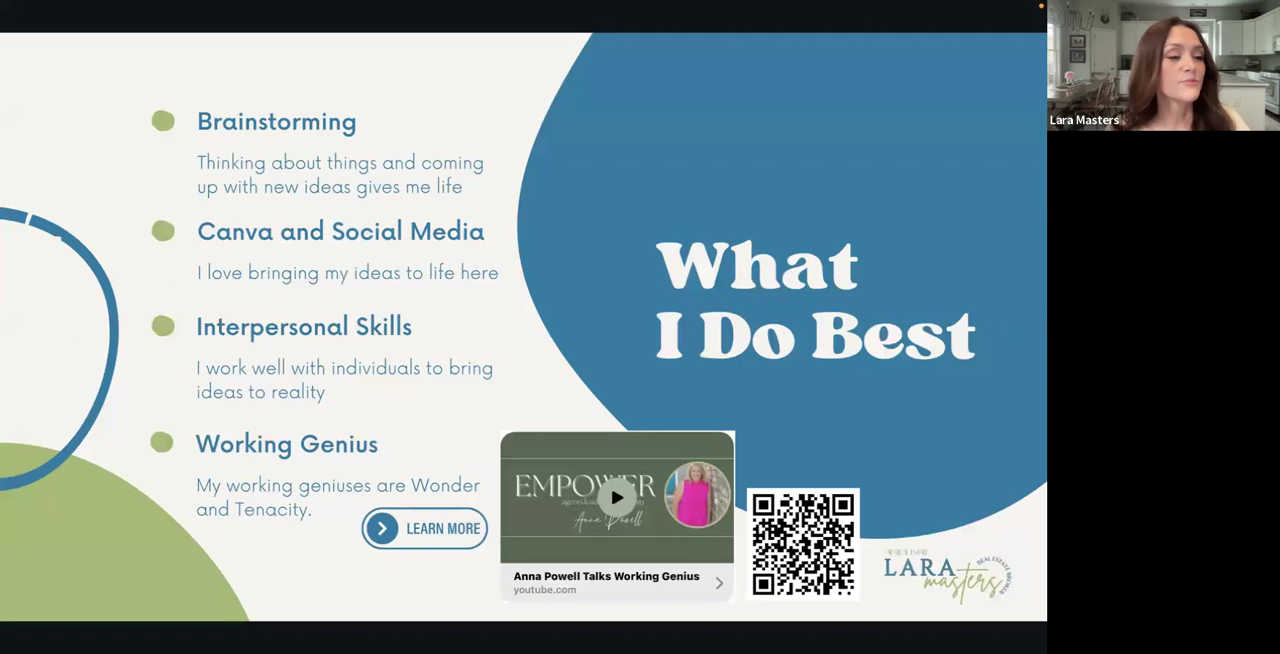 Brainstorming
Thinking about things and coming
up with new ideas gives me life
Canva and Social Media
I love bringing my ideas to life here
Interpersonal Skills
I work well with individuals to bring
ideas to reality
Working Genius
My working geniuses are Wonder
and Tenacity.
LEARN MORE
What
I Do Best
EMPOWER
Anna Powell
Anna Powell Talks Working Genius
youtube.com
LARA
masters
REAL ESTATE BROKER
Lara Masters